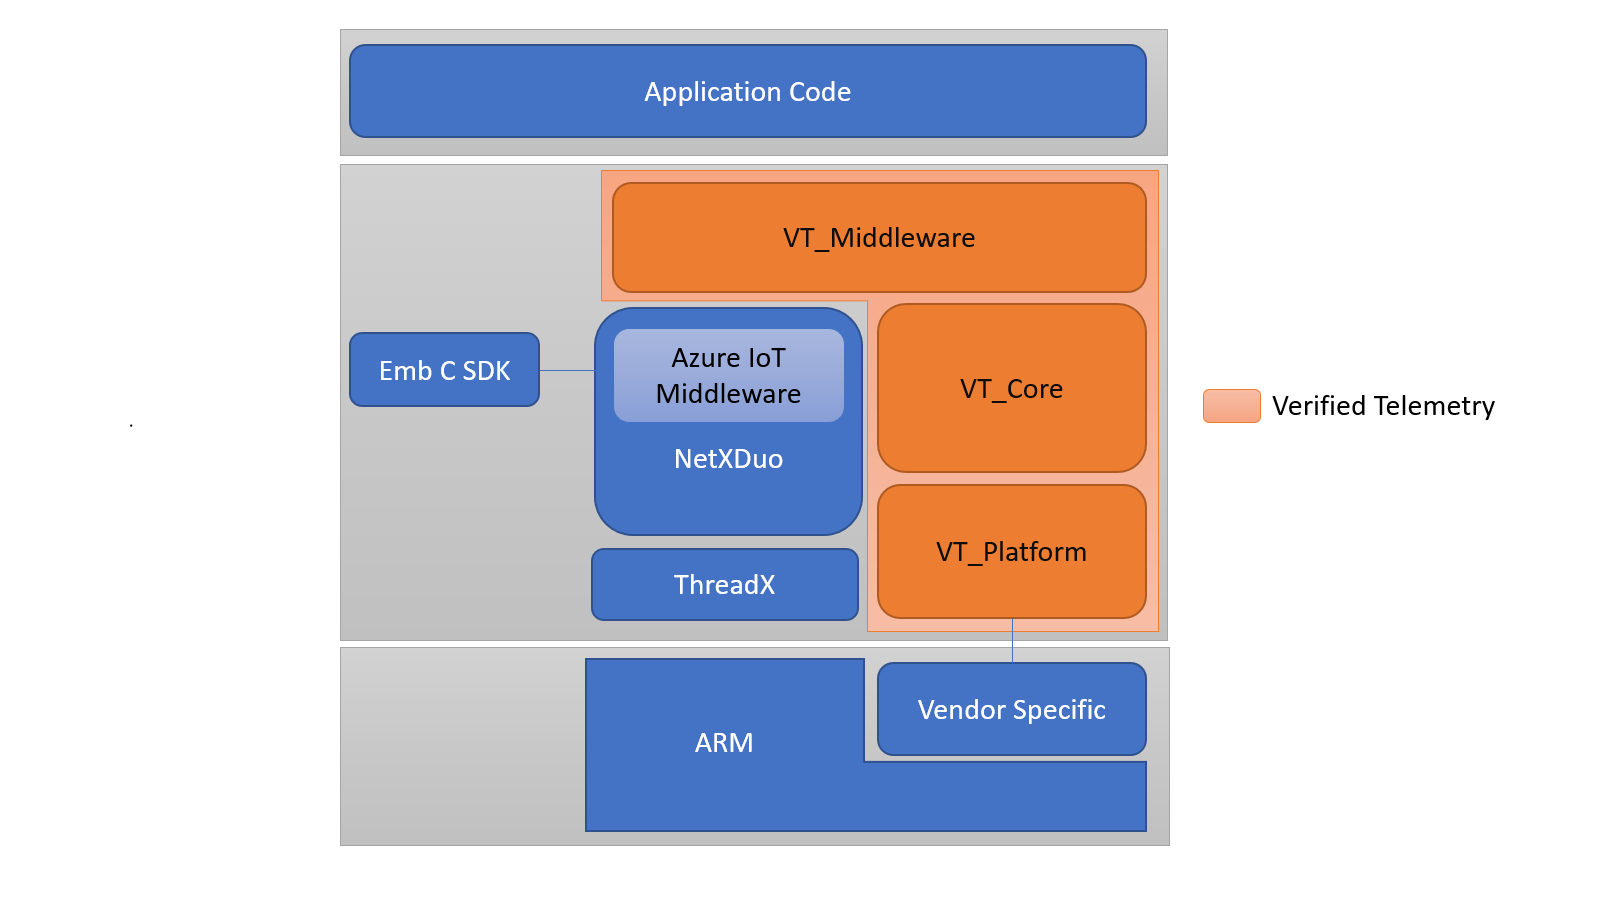 Application Code
VT_Middleware
Emb C SDK
Azure IoT
Middleware
NetXDuo
VT_Core
Verified Telemetry
VT_Platform
ThreadX
Vendor Specific
ARM
.